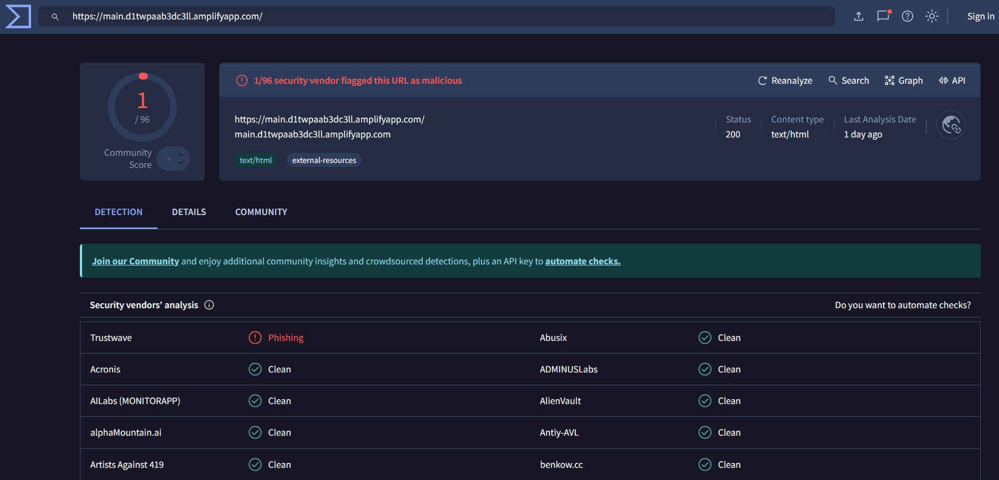 https://main.d1twpaab3dc3ll.amplifyapp.com/
Sign in
1
/ 96
Community
Score
1/96 security vendor flagged this URL as malicious
Reanalyze
Search
Graph
API
https://main.d1twpaab3dc3ll.amplifyapp.com/
main.d1twpaab3dc3ll.amplifyapp.com
text/html
external-resources
Status
200
Content type
text/html
Last Analysis Date
1 day ago
DETECTION
DETAILS
COMMUNITY
Join our Community and enjoy additional community insights and crowdsourced detections, plus an API key to automate checks.
Security vendors' analysis
Do you want to automate checks?
Trustwave Phishing Abusix Clean
Acronis Clean ADMINUSLabs Clean
AILabs (MONITORAPP) Clean AlienVault Clean
alphaMountain.ai Clean Antiy-AVL Clean
Artists Against 419 Clean benkow.cc Clean